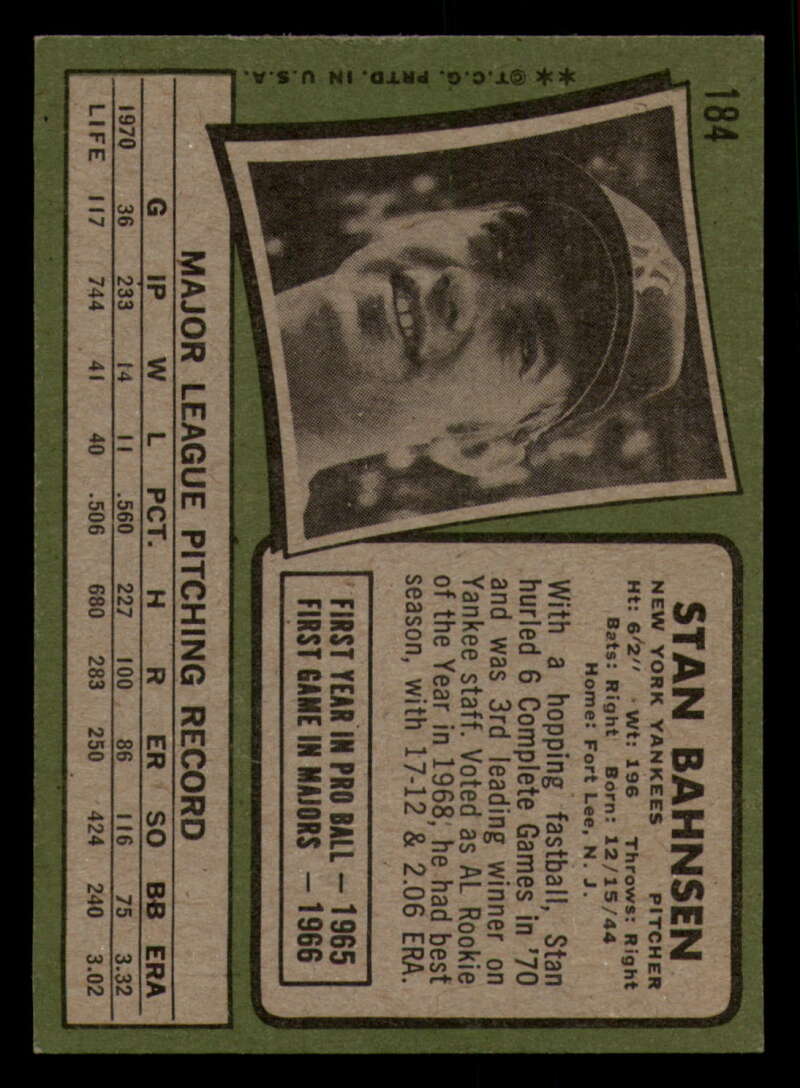 184
**©T.C.G. PRTD. IN U.S.A.
STAN BAHNSEN
NEW YORK YANKEES PITCHER
Ht: 6/2" Wt: 196 Throws: Right
Bats: Right Born: 12/15/44
Home: Fort Lee, N. J.
With a hopping fastball, Stan
hurled 6 Complete Games in '70
and was 3rd leading winner on
Yankee staff. Voted as AL Rookie
of the Year in 1968, he had best
season, with 17-12 & 2.06 ERA.
FIRST YEAR IN PRO BALL — 1965
FIRST GAME IN MAJORS — 1966
MAJOR LEAGUE PITCHING RECORD
G IP W L PCT. H R ER SO BB ERA
1970 36 233 14 11 .560 227 100 86 116 75 3.32
LIFE 117 744 41 40 .506 680 283 250 424 240 3.02